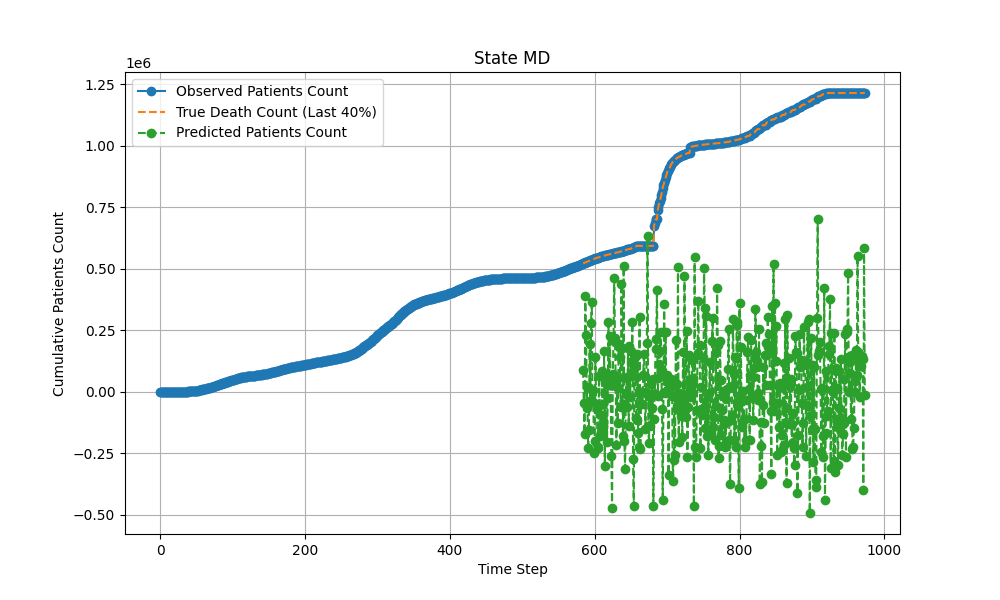 State MD
1e6
Observed Patients Count
True Death Count (Last 40%)
Predicted Patients Count
Cumulative Patients Count
1.25
1.00
0.75
0.50
0.25
0.00
−0.25
−0.50
0 200 400 600 800 1000
Time Step